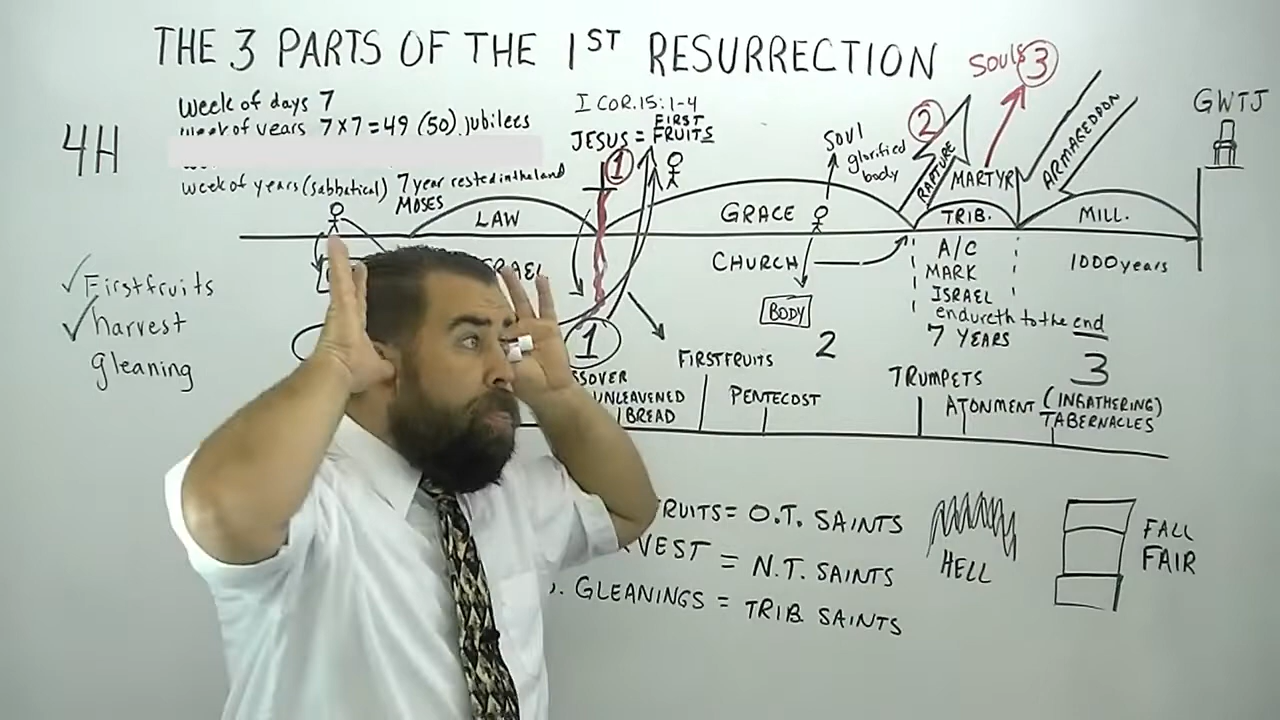 THE 3 PARTS OF THE 1ST RESURRECTION
SOULS 3
4H
week of days 7
of years 7x7=49 (50) jubilees
week of years (sabbatical) 7 year rested in the land
MOSES
I COR. 15:1-4
JESUS = FIRST FRUITS
1
SOUL
glorified
body
2
RAPTURE
MARTYR
ARMAGEDDON
GWTJ
LAW
GRACE
TRIB.
MILL.
CHURCH
BODY
2
A/C
MARK
ISRAEL
endureth to the end
7 YEARS
3
1000 years
Firstfruits
harvest
gleaning
1
UNLEAVENED
BREAD
FIRSTFRUITS
PENTECOST
TRUMPETS
ATONMENT
(INGATHERING)
TABERNACLES
= O.T. SAINTS
= N.T. SAINTS
GLEANINGS = TRIB SAINTS
HELL
FALL
FAIR